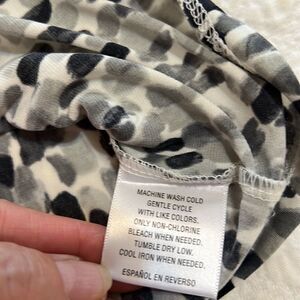 MACHINE WASH COLD
GENTLE CYCLE
WITH LIKE COLORS.
ONLY NON-CHLORINE
BLEACH WHEN NEEDED.
TUMBLE DRY LOW.
COOL IRON WHEN NEEDED.
ESPAÑOL EN REVERSO